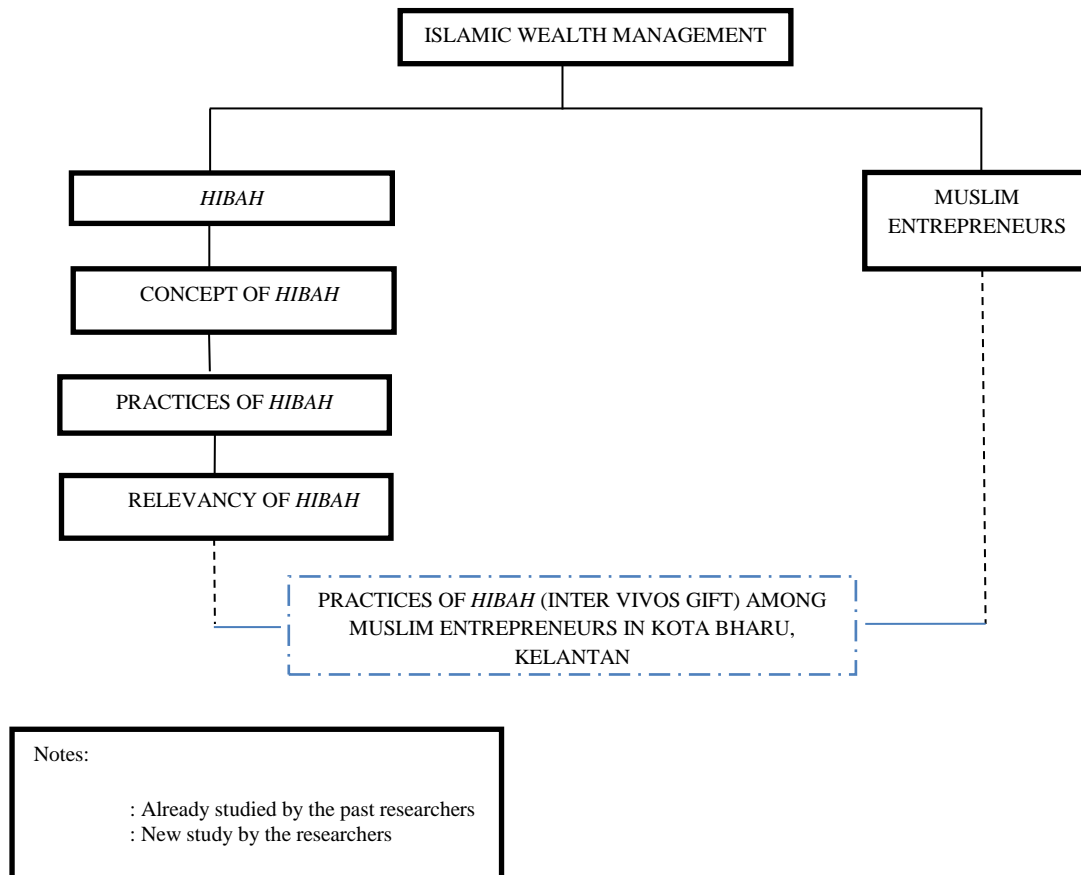 ISLAMIC WEALTH MANAGEMENT
HIBAH
MUSLIM
ENTREPRENEURS
CONCEPT OF HIBAH
PRACTICES OF HIBAH
RELEVANCY OF HIBAH
PRACTICES OF HIBAH (INTER VIVOS GIFT) AMONG
MUSLIM ENTREPRENEURS IN KOTA BHARU,
KELANTAN
Notes:
: Already studied by the past researchers
: New study by the researchers